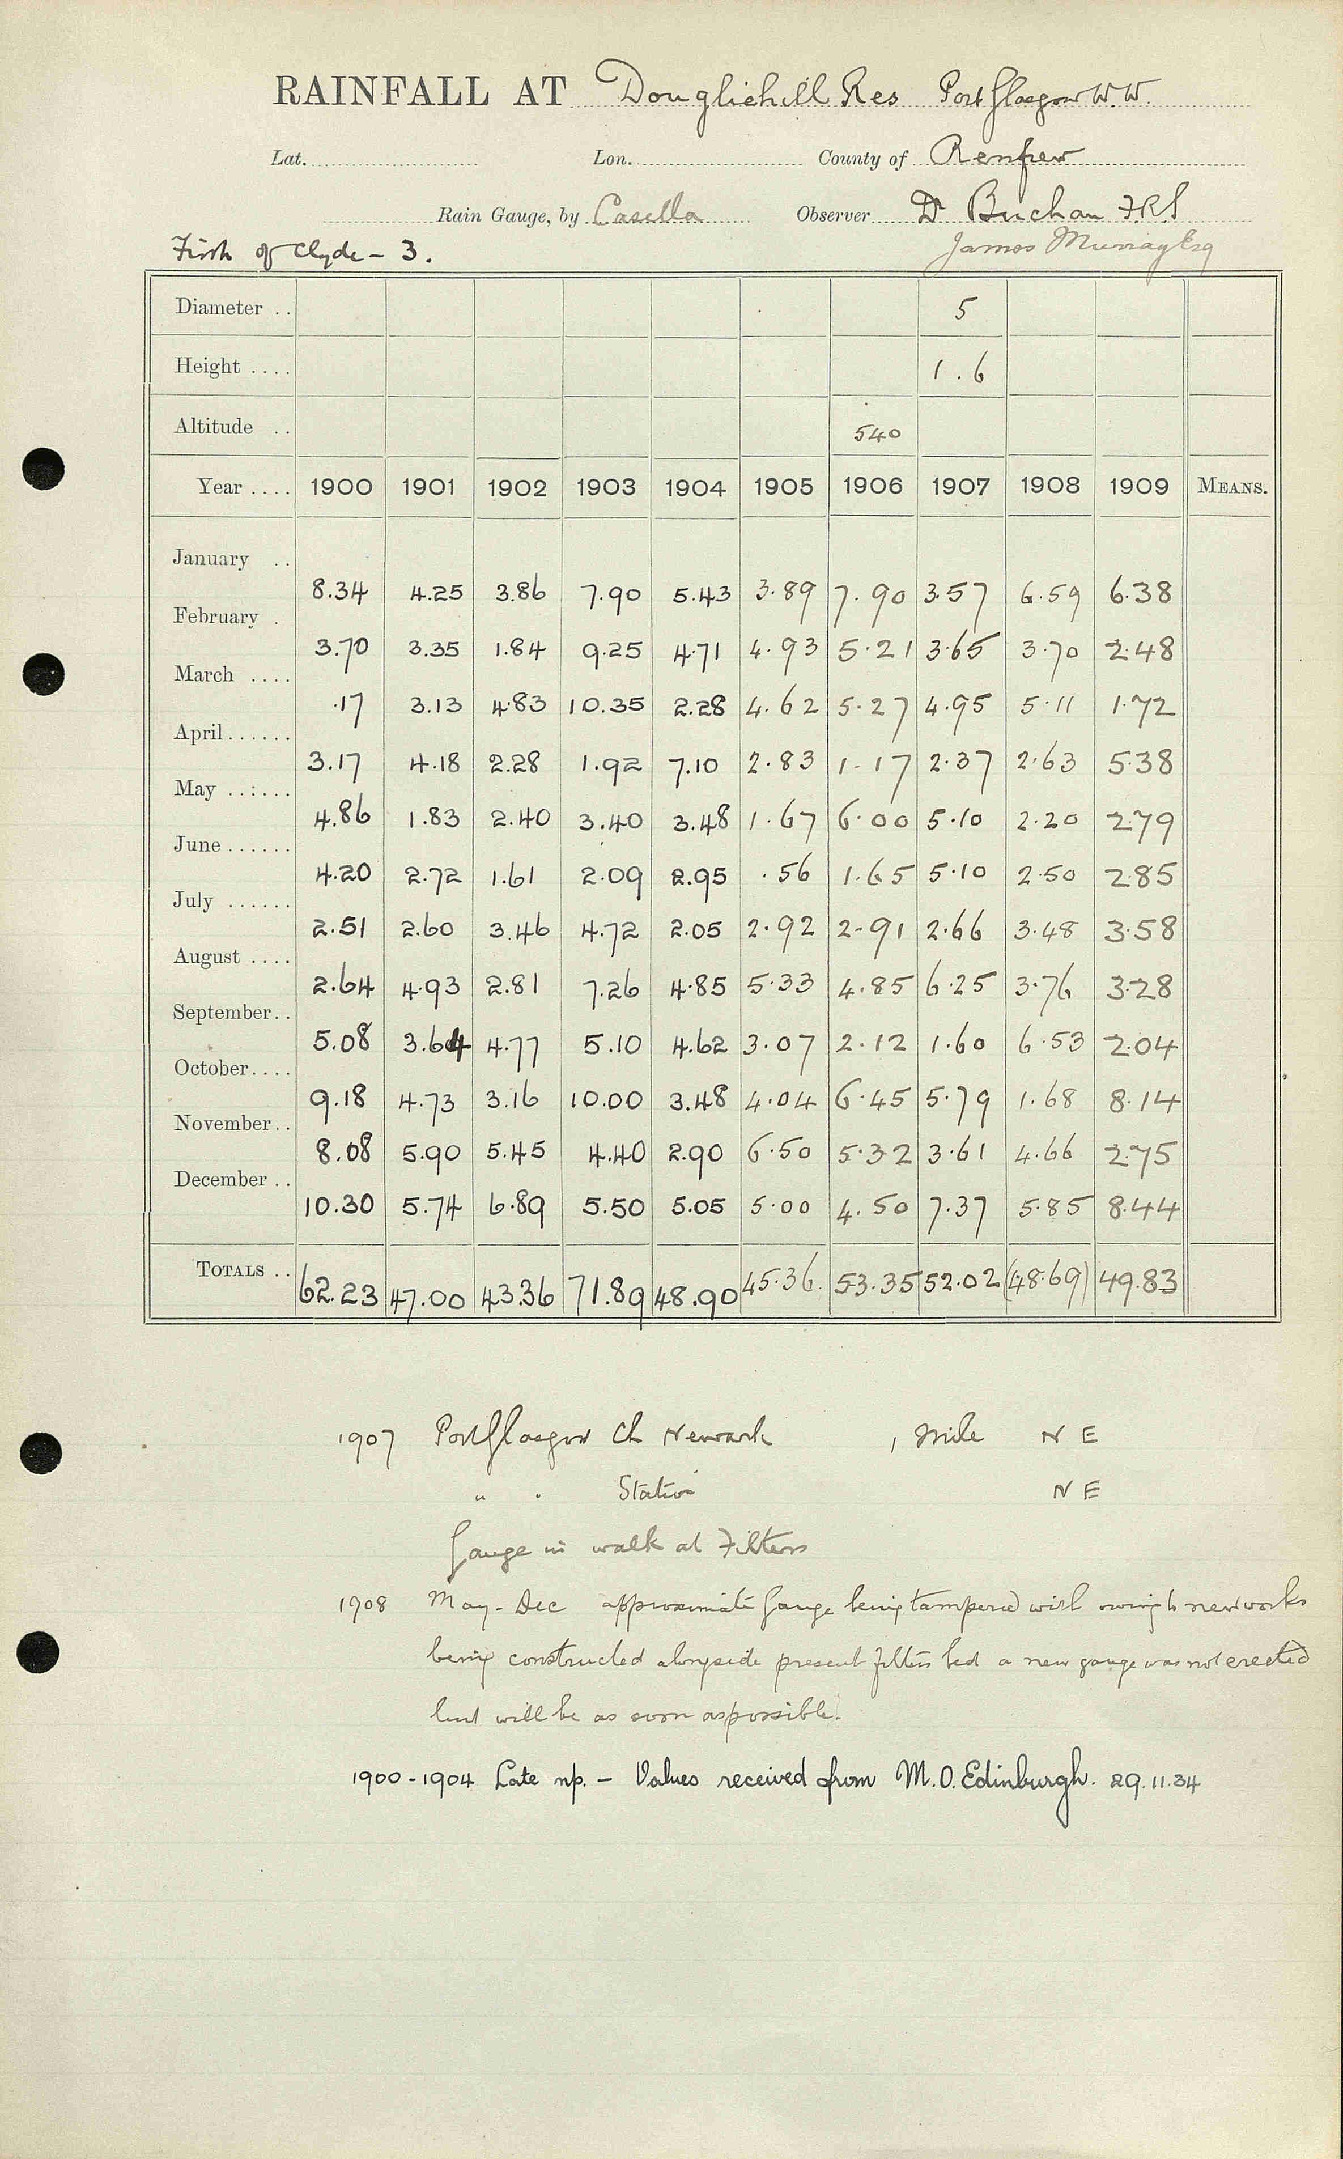 RAINFALL AT Dougliehill Res Port Glasgow W.W.
Lat. Lon. County of Renfrew
Rain Gauge, by Casella Observer Dr Buchan F.R.S
Firth of Clyde - 3. James Murray Esq
Diameter .. 5
Height .... 1.6
Altitude .. 540
Year .... 1900 1901 1902 1903 1904 1905 1906 1907 1908 1909 MEANS.
January .. 8.34 4.25 3.86 7.90 5.43 3.89 7.90 3.57 6.59 6.38
February . 3.70 3.35 1.84 9.25 4.71 4.93 5.21 3.65 3.70 2.48
March .... .17 3.13 4.83 10.35 2.28 4.62 5.27 4.95 5.11 1.72
April...... 3.17 4.18 2.28 1.92 7.10 2.83 1.17 2.37 2.63 5.38
May ...... 4.86 1.83 2.40 3.40 3.48 1.67 6.00 5.10 2.20 2.79
June...... 4.20 2.72 1.61 2.09 2.95 .56 1.65 5.10 2.50 2.85
July ...... 2.51 2.60 3.46 4.72 2.05 2.92 2.91 2.66 3.48 3.58
August .... 2.64 4.93 2.81 7.26 4.85 5.33 4.85 6.25 3.76 3.28
September.. 5.08 3.64 4.77 5.10 4.62 3.07 2.12 1.60 6.53 2.04
October.... 9.18 4.73 3.16 10.00 3.48 4.04 6.45 5.79 1.68 8.14
November.. 8.08 5.90 5.45 4.40 2.90 6.50 5.32 3.61 4.66 2.75
December .. 10.30 5.74 6.89 5.50 5.05 5.00 4.50 7.37 5.85 8.44
TOTALS .. 62.23 47.00 43.36 71.89 48.90 45.36. 53.35 52.02 (48.69) 49.83
1907 Port Glasgow Ch Newark 1 mile N E
" . Station N E
Gauge in walk at Filters
1908 May - Dec approximate gauge being tampered with owing to new works
being constructed alongside present filter bed a new gauge was not erected
but will be as soon as possible.
1900-1904 Late np. - Values received from M.O. Edinburgh. 29.11.34